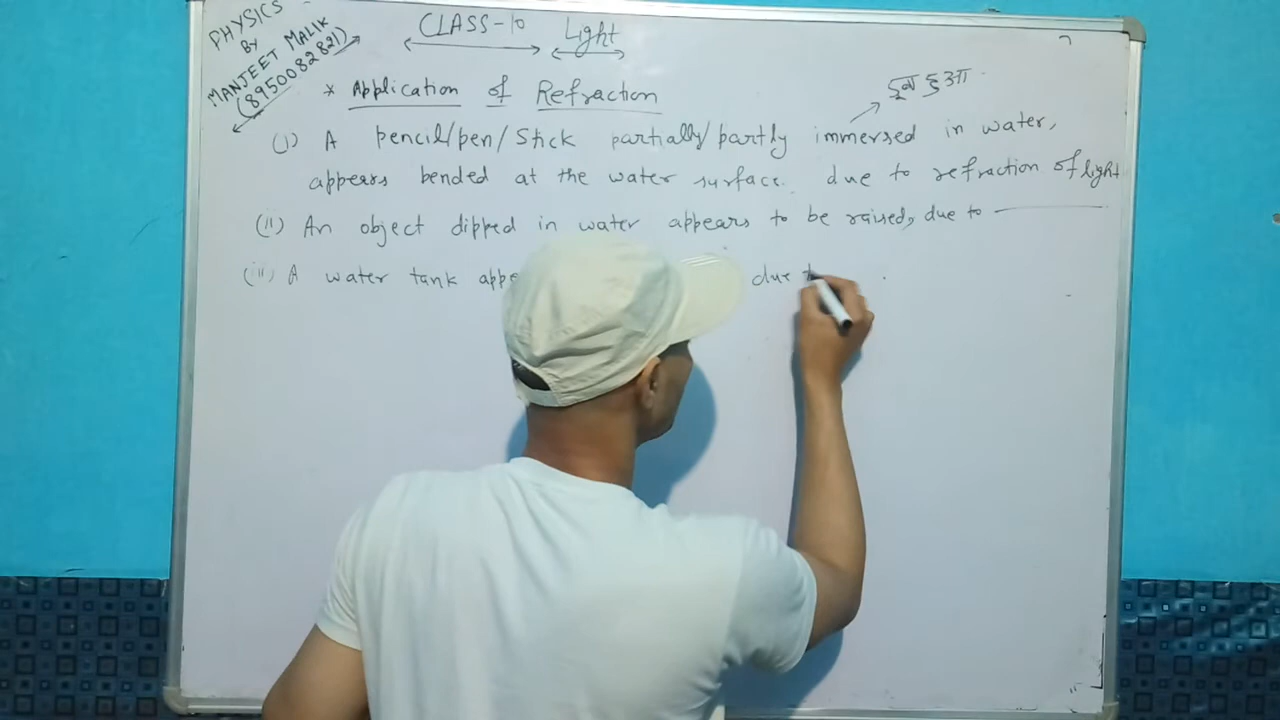 PHYSICS
BY
MANJEET MALIK
(8950082821)
CLASS-10 Light
* Application of Refraction
डूबा हुआ
(i) A pencil/pen/stick partially/partly immersed in water,
appears bended at the water surface. due to refraction of light
(ii) An object dipped in water appears to be raised, due to
(iii) A water tank due